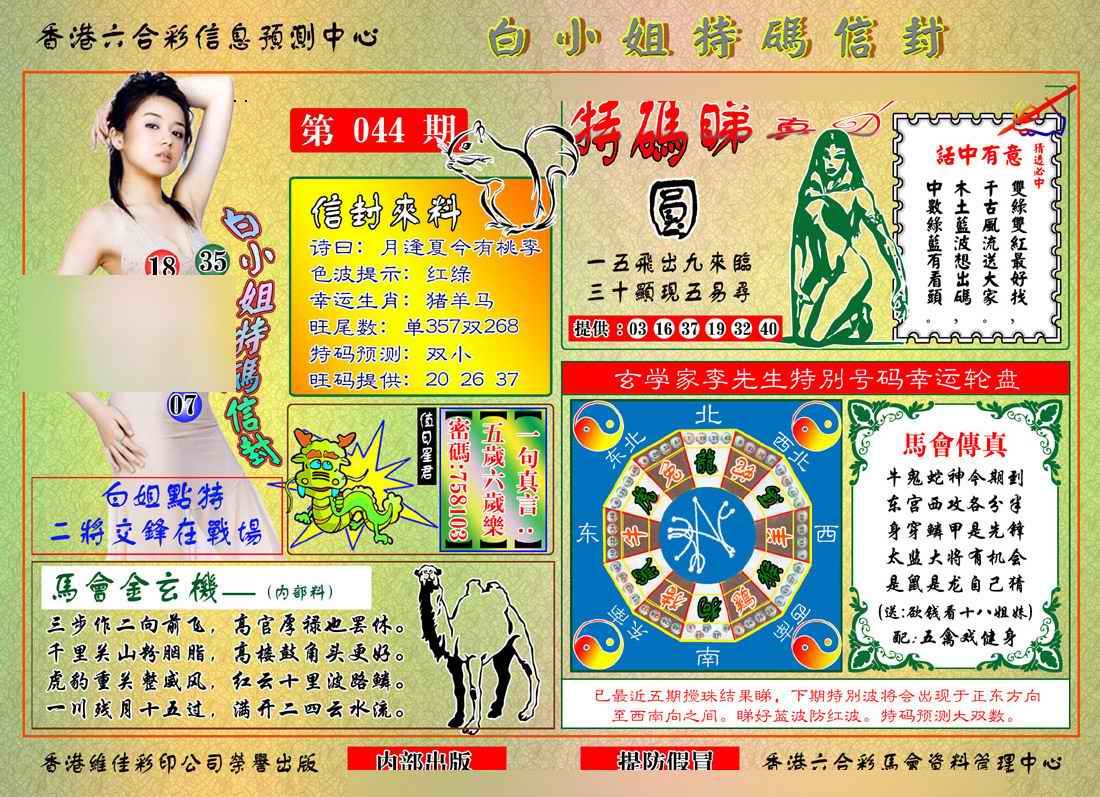 香港六合彩信息預測中心
白小姐特碼信封
第 044 期
18 35
07
白小姐特碼信封
信封來料
诗曰：月逢夏今有桃李
色波提示：红绿
幸运生肖：猪羊马
旺尾数：单357双268
特码预测：双小
旺码提供：20 26 37
特碼睇真
圓
一五飛出九來臨
三十顯現五易尋
提供：03 16 37 19 32 40
話中有意
精透必中
雙綠雙紅最好找，
千古風流送大家。
木土藍波想出碼，
中數綠藍有看頭。
白姐點特
二將交鋒在戰場
值日星君
一句真言：
五歲六歲樂
密碼:758103
玄学家李先生特别号码幸运轮盘
北
东北
西北
东
西
东南
西南
南
龍
羊
牛
馬會傳真
牛鬼蛇神今期到
东宫西攻各分半
身穿鳞甲是先锋
太监大将有机会
是鼠是龙自己猜
(送:欲钱看十八姐妹)
配:五禽戏健身
已最近五期搅珠结果睇，下期特别波将会出现于正东方向
至西南向之间。睇好蓝波防红波。特码预测大双数。
馬會金玄機——(内部料)
三步作二向前飞，高官厚禄也罢休。
千里关山粉胭脂，高楼鼓角头更好。
虎豹重关整威风，红云十里波路鳞。
一川残月十五过，满开二四云水流。
香港維佳彩印公司榮譽出版
内部出版
提防假冒
香港六合彩馬會資料管理中心